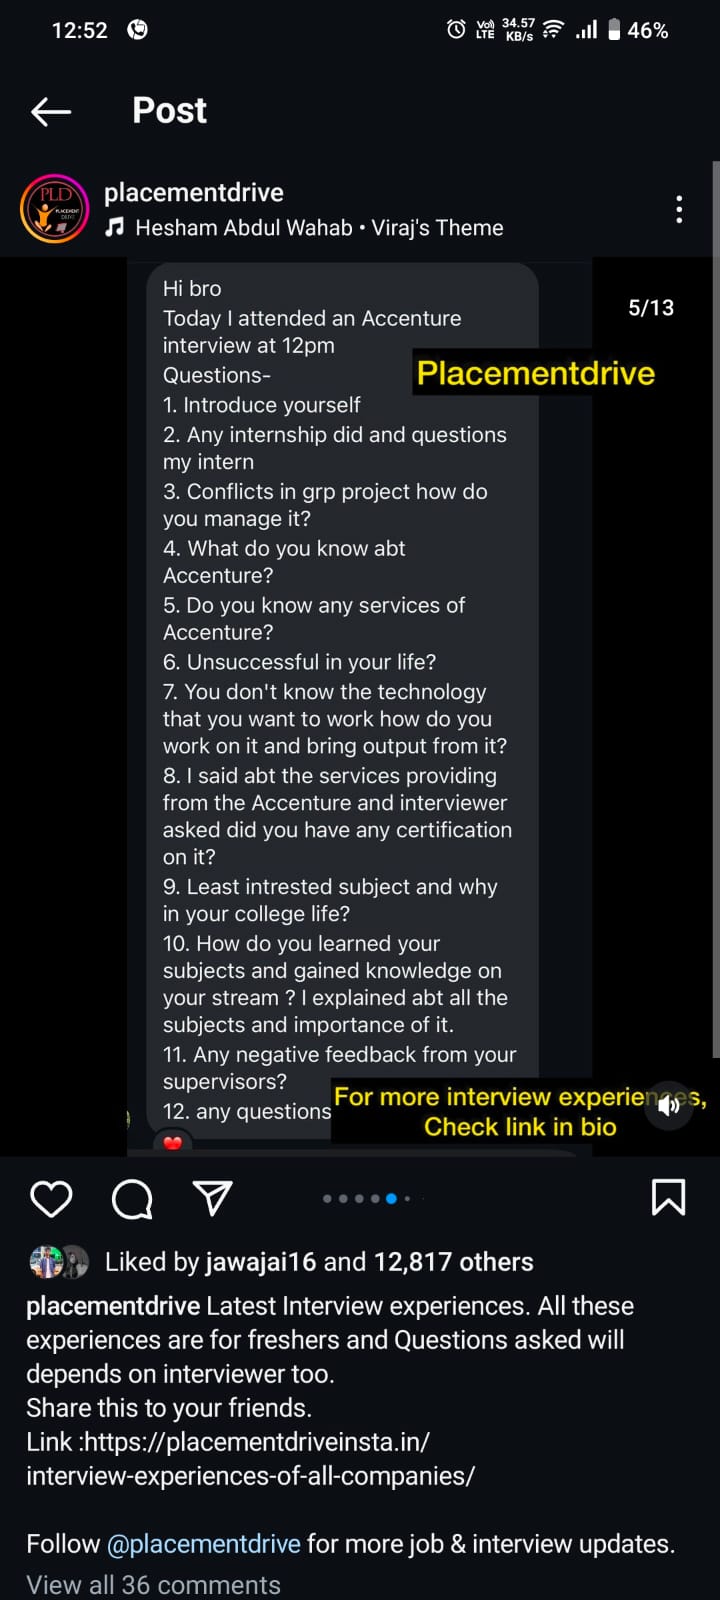 12:52
Vo) LTE 34.57 KB/s 46%
Post
PLD
PLACEMENT
DRIVE
placementdrive
Hesham Abdul Wahab • Viraj's Theme
5/13
Hi bro
Today I attended an Accenture
interview at 12pm
Questions-
Placementdrive
1. Introduce yourself
2. Any internship did and questions
my intern
3. Conflicts in grp project how do
you manage it?
4. What do you know abt
Accenture?
5. Do you know any services of
Accenture?
6. Unsuccessful in your life?
7. You don't know the technology
that you want to work how do you
work on it and bring output from it?
8. I said abt the services providing
from the Accenture and interviewer
asked did you have any certification
on it?
9. Least intrested subject and why
in your college life?
10. How do you learned your
subjects and gained knowledge on
your stream ? I explained abt all the
subjects and importance of it.
11. Any negative feedback from your
supervisors?
12. any questions
For more interview experiences,
Check link in bio
Liked by jawajai16 and 12,817 others
placementdrive Latest Interview experiences. All these
experiences are for freshers and Questions asked will
depends on interviewer too.
Share this to your friends.
Link :https://placementdriveinsta.in/
interview-experiences-of-all-companies/
Follow @placementdrive for more job & interview updates.
View all 36 comments